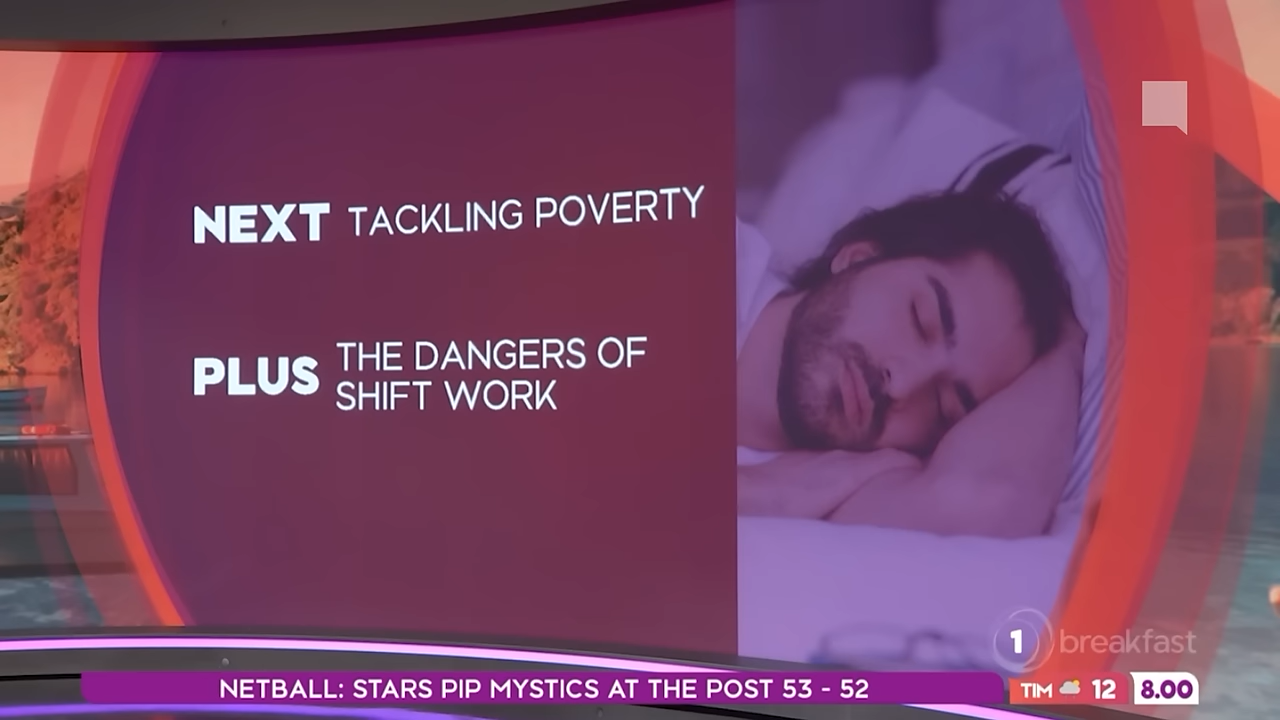 NEXT TACKLING POVERTY
PLUS THE DANGERS OF
SHIFT WORK
1 breakfast
NETBALL: STARS PIP MYSTICS AT THE POST 53 - 52
TIM 12 8.00